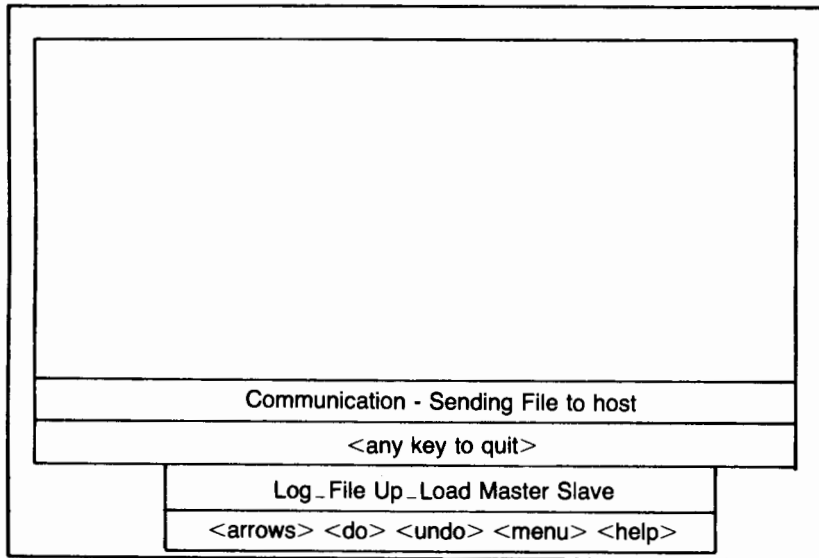 Communication - Sending File to host
<any key to quit>
Log_File Up_Load Master Slave
<arrows> <do> <undo> <menu> <help>